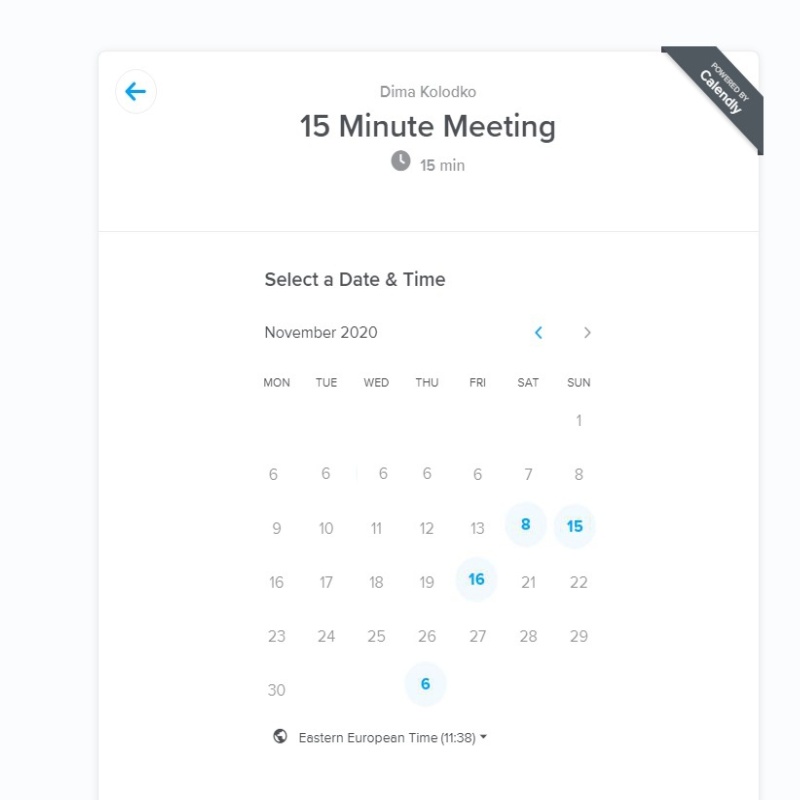 Dima Kolodko
15 Minute Meeting
15 min
POWERED BY
Calendly
Select a Date & Time
November 2020
MON TUE WED THU FRI SAT SUN
1
6 6 6 6 6 7 8
9 10 11 12 13 8 15
16 17 18 19 16 21 22
23 24 25 26 27 28 29
30 6
Eastern European Time (11:38)